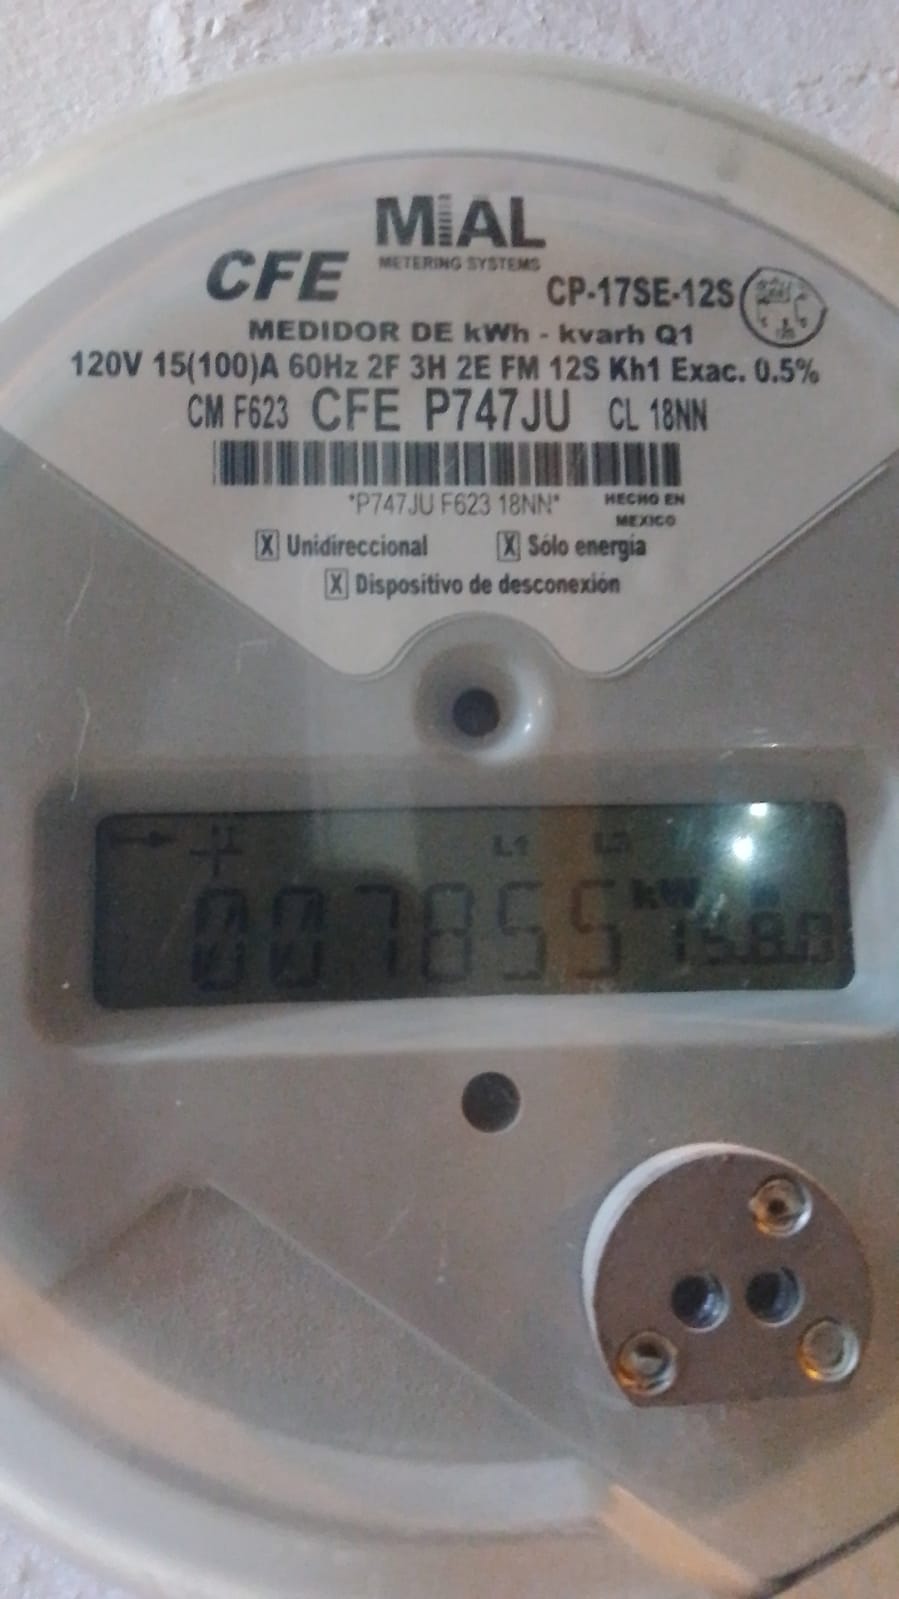 MIAL
METERING SYSTEMS
CFE
CP-17SE-12S
MEDIDOR DE kWh - kvarh Q1
120V 15(100)A 60Hz 2F 3H 2E FM 12S Kh1 Exac. 0.5%
CM F623 CFE P747JU CL 18NN
*P747JU F623 18NN*
HECHO EN
MEXICO
X Unidireccional X Sólo energía
X Dispositivo de desconexión
L1 L2
007855